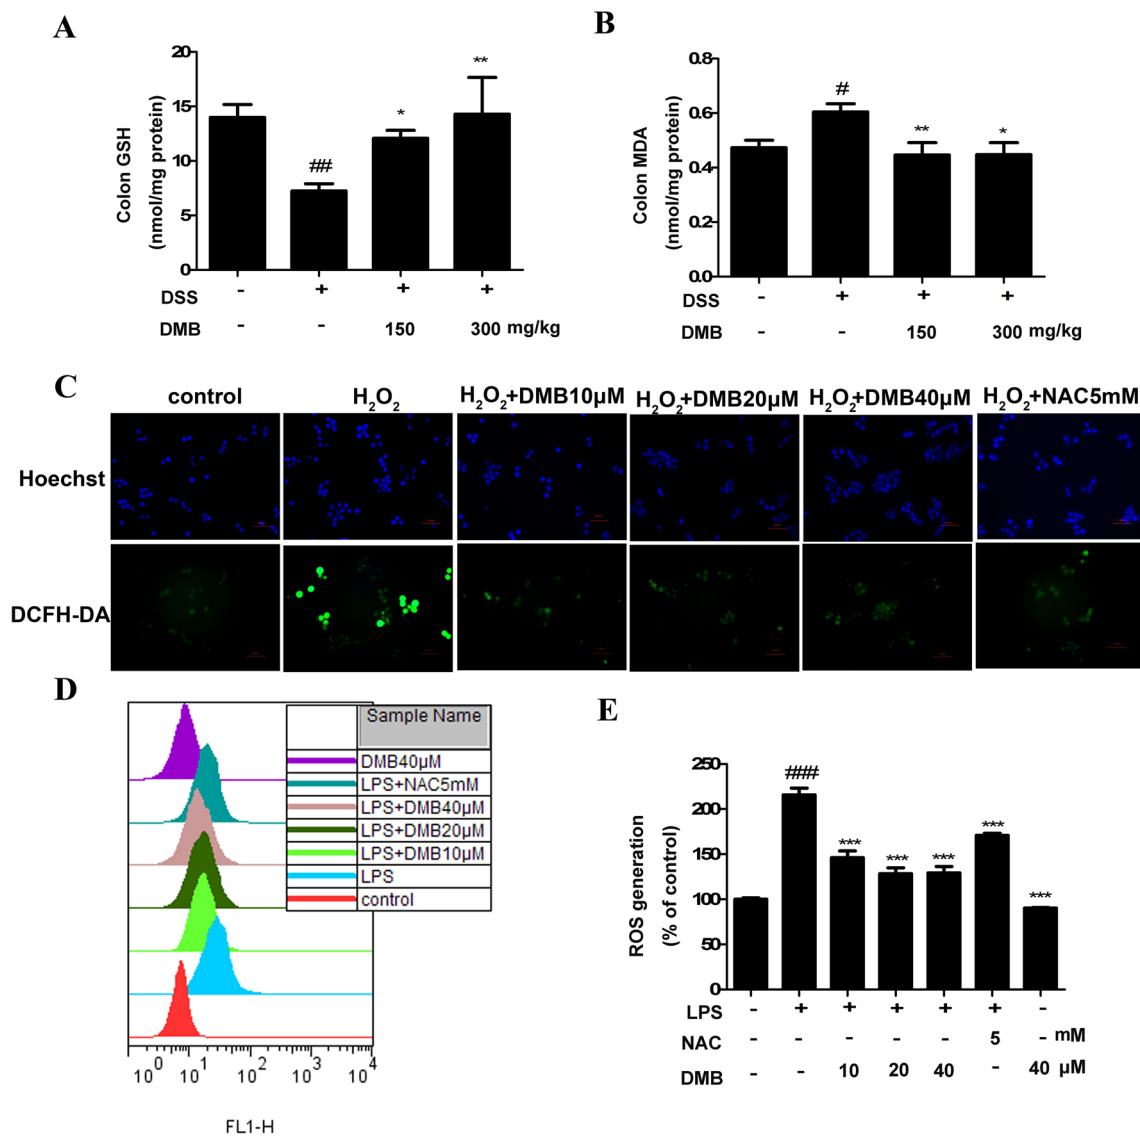 A
Colon GSH
(nmol/mg protein)
20
15
10
5
0
##
*
**
DSS - + + +
DMB - - 150 300 mg/kg
B
Colon MDA
(nmol/mg protein)
0.8
0.6
0.4
0.2
0.0
#
**
*
DSS - + + +
DMB - - 150 300 mg/kg
C
control H2O2 H2O2+DMB10μM H2O2+DMB20μM H2O2+DMB40μM H2O2+NAC5mM
Hoechst
DCFH-DA
D
Sample Name
DMB40μM
LPS+NAC5mM
LPS+DMB40μM
LPS+DMB20μM
LPS+DMB10μM
LPS
control
10^0 10^1 10^2 10^3 10^4
FL1-H
E
ROS generation
(% of control)
250
200
150
100
50
0
###
***
***
***
***
***
LPS - + + + + + -
NAC - - - - - 5 - mM
DMB - - 10 20 40 - 40 μM